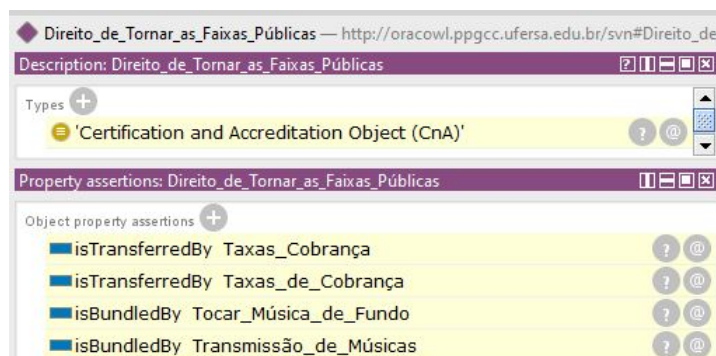 Direito_de_Tornar_as_Faixas_Públicas — http://oracowl.ppgcc.ufersa.edu.br/svn#Direito_de
Description: Direito_de_Tornar_as_Faixas_Públicas
Types
'Certification and Accreditation Object (CnA)'
Property assertions: Direito_de_Tornar_as_Faixas_Públicas
Object property assertions
isTransferredBy Taxas_Cobrança
isTransferredBy Taxas_de_Cobrança
isBundledBy Tocar_Música_de_Fundo
isBundledBy Transmissão_de_Músicas